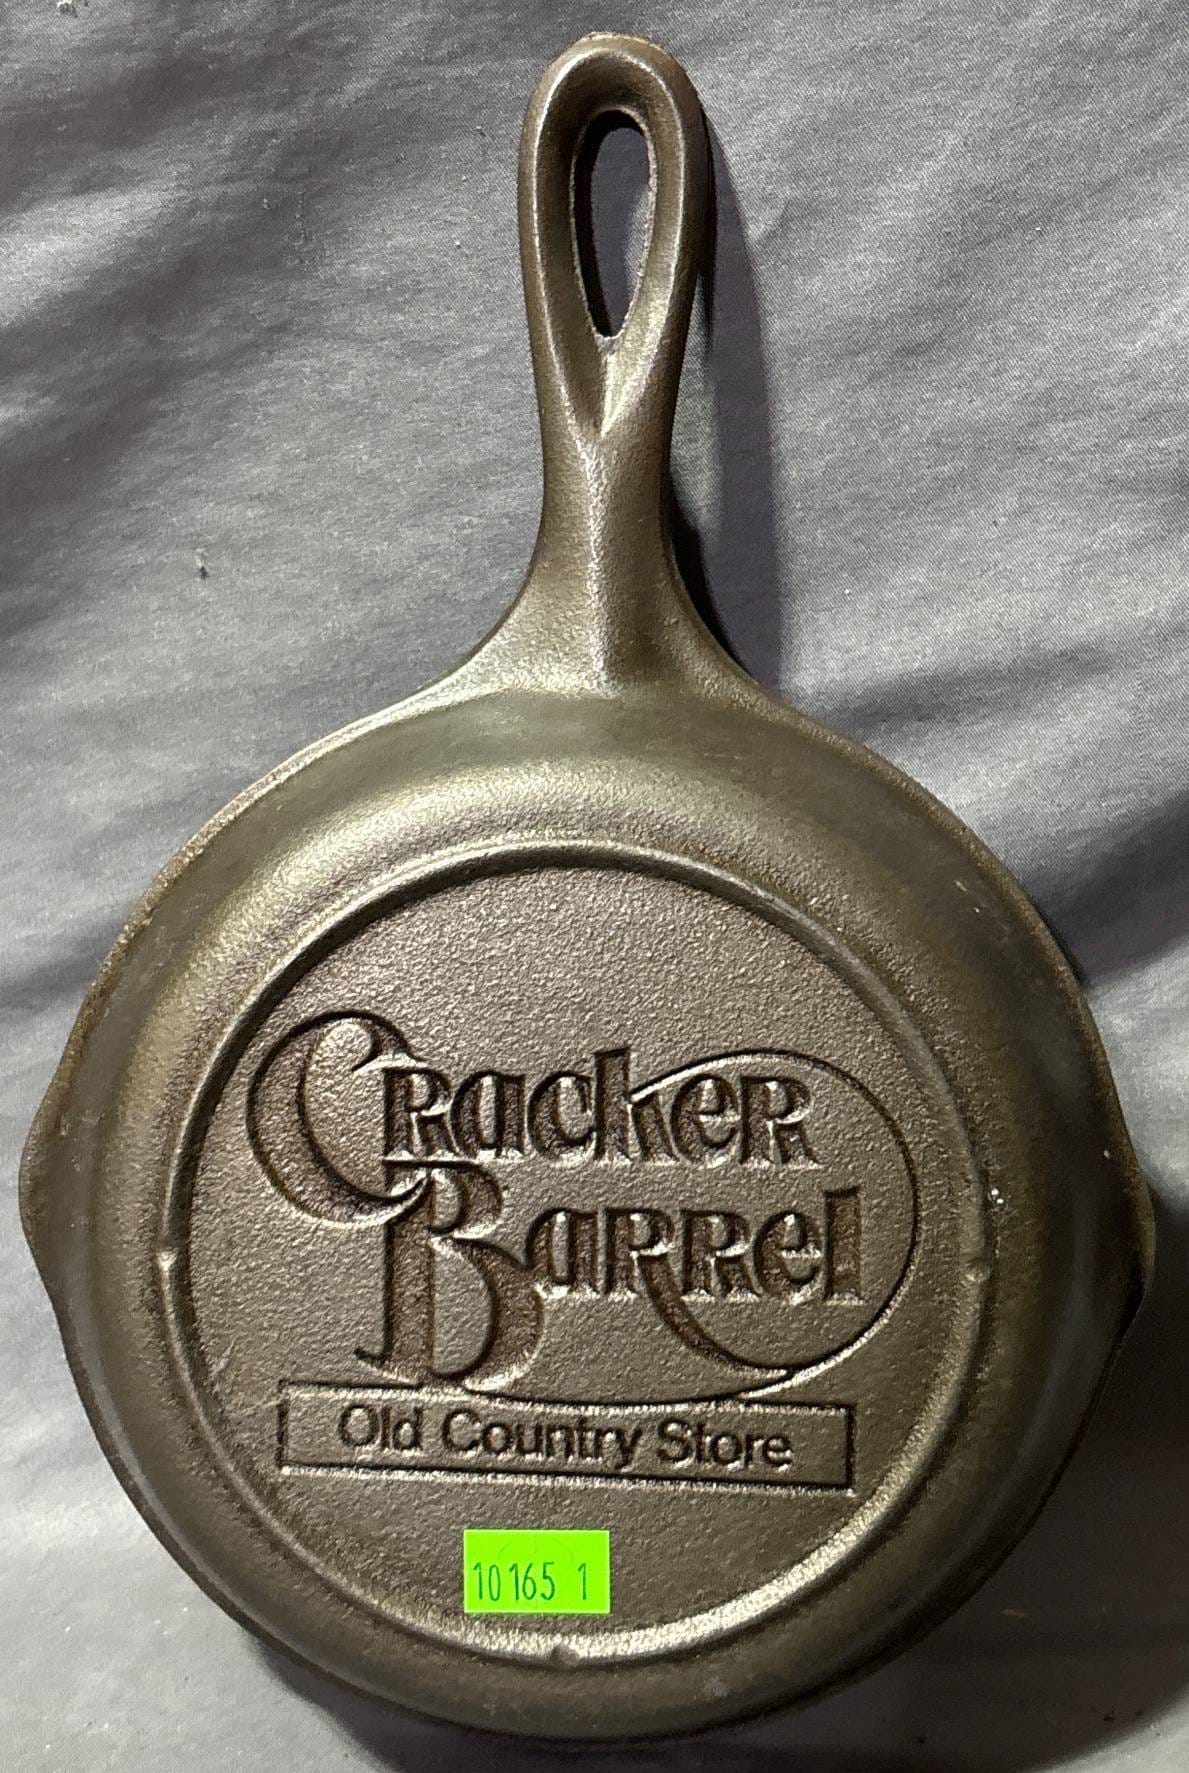 Cracker
Barrel
Old Country Store
10165 1